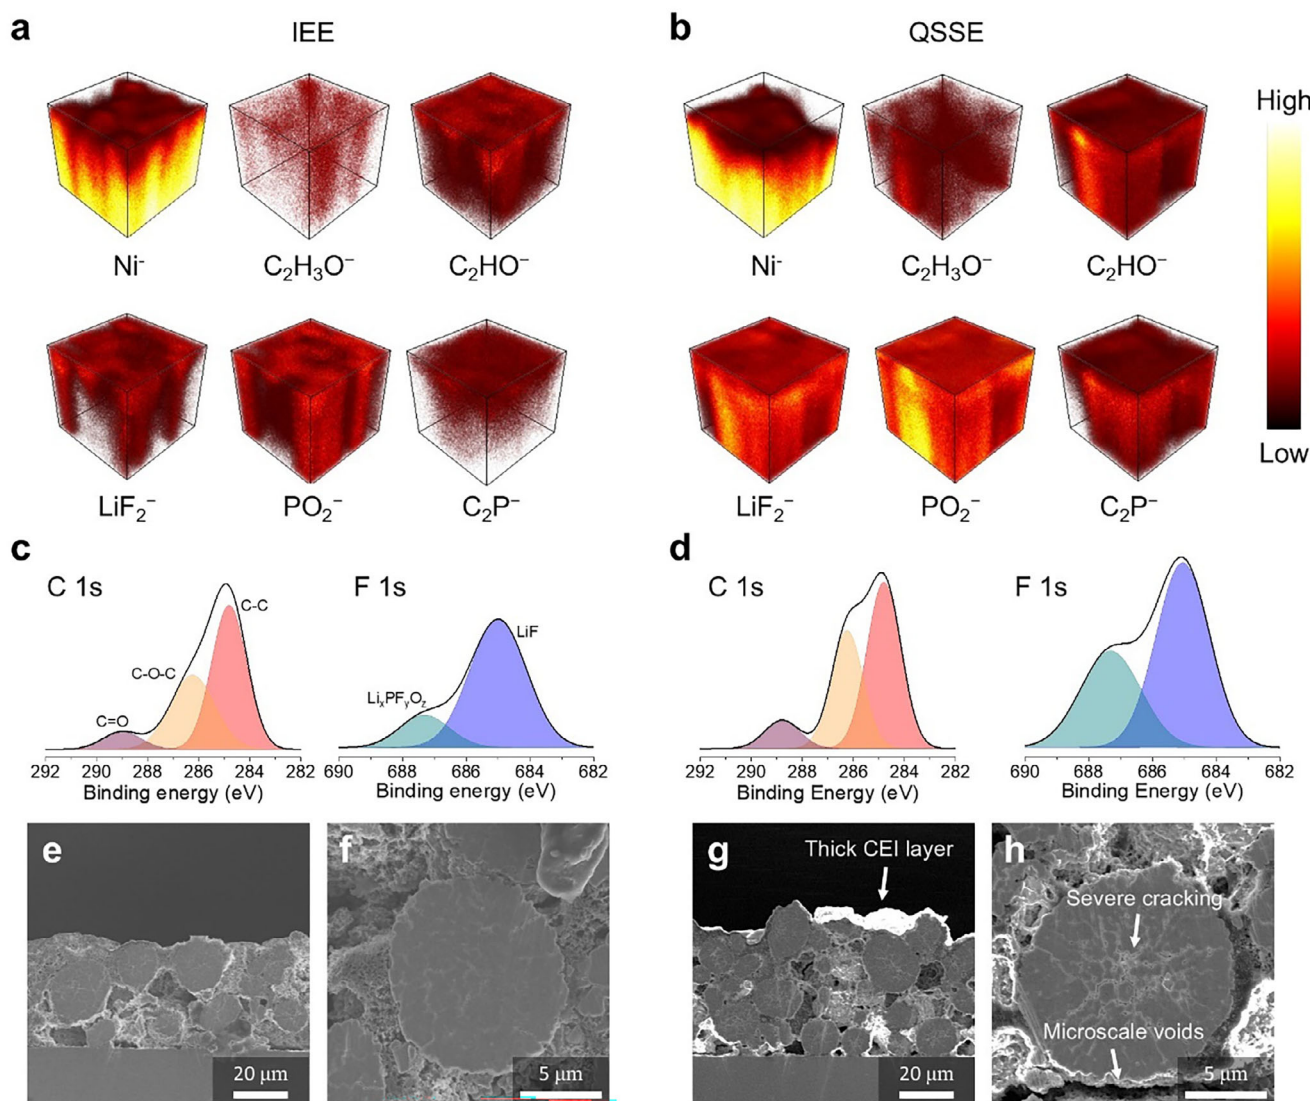 a
IEE
b
QSSE
High
Low
Ni⁻
C₂H₃O⁻
C₂HO⁻
Ni⁻
C₂H₃O⁻
C₂HO⁻
LiF₂⁻
PO₂⁻
C₂P⁻
LiF₂⁻
PO₂⁻
C₂P⁻
c
C 1s
C-C
C-O-C
C=O
292 290 288 286 284 282
Binding energy (eV)
F 1s
LiF
LiₓPFᵧO_z
690 688 686 684 682
Binding energy (eV)
d
C 1s
292 290 288 286 284 282
Binding Energy (eV)
F 1s
690 688 686 684 682
Binding Energy (eV)
e
20 μm
f
5 μm
g
Thick CEI layer
20 μm
h
Severe cracking
Microscale voids
5 μm